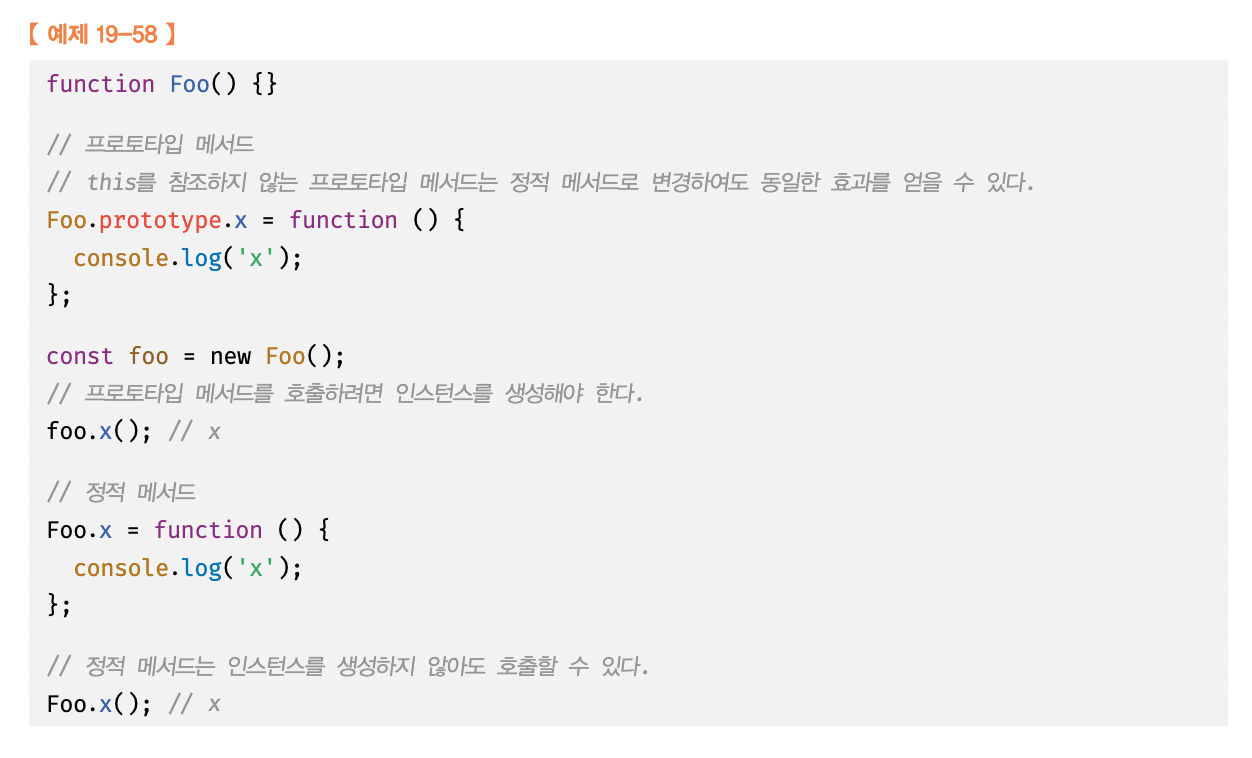 【 예제 19-58 】
function Foo() {}
// 프로토타입 메서드
// this를 참조하지 않는 프로토타입 메서드는 정적 메서드로 변경하여도 동일한 효과를 얻을 수 있다.
Foo.prototype.x = function () {
  console.log('x');
};
const foo = new Foo();
// 프로토타입 메서드를 호출하려면 인스턴스를 생성해야 한다.
foo.x(); // x
// 정적 메서드
Foo.x = function () {
  console.log('x');
};
// 정적 메서드는 인스턴스를 생성하지 않아도 호출할 수 있다.
Foo.x(); // x